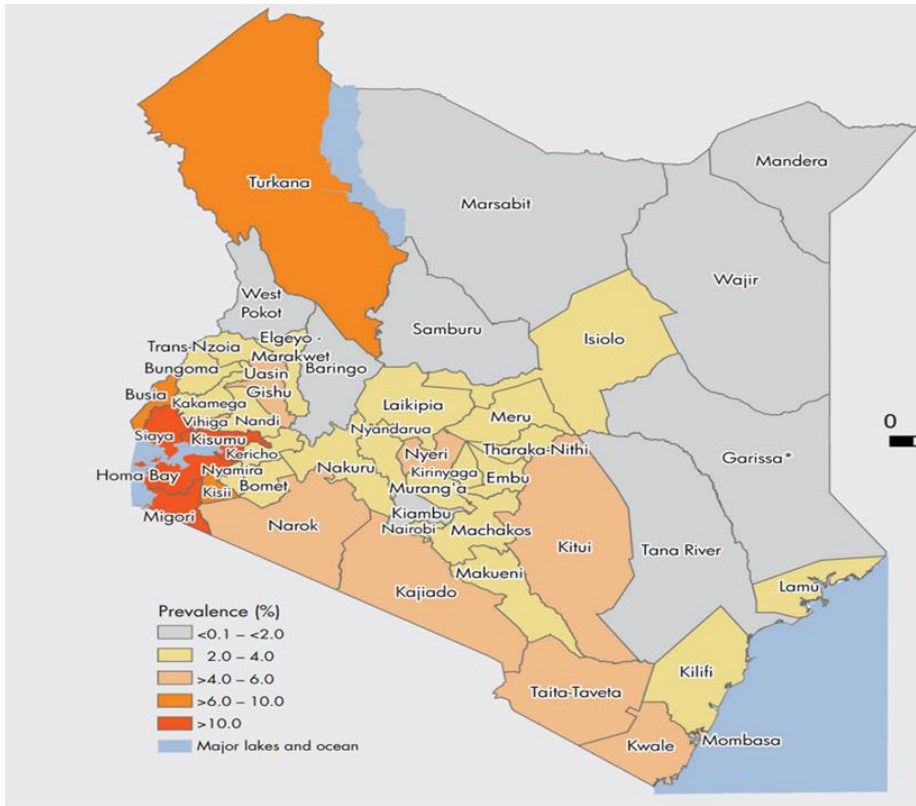 Mandera
Turkana
Marsabit
Wajir
West
Pokot
Samburu
Isiolo
Elgeyo -
Trans-Nzoia
Marakwet
Baringo
Bungoma
Uasin
Gishu
Busia
Kakamega
Laikipia
Meru
Vihiga
Nandi
Nyandarua
0
Siaya
Kisumu
Tharaka-Nithi
Kericho
Nyeri
Garissa*
Homa Bay
Nyamira
Nakuru
Kirinyaga
Embu
Kisii
Bomet
Murang'a
Migori
Kiambu
Narok
Nairobi
Machakos
Kitui
Tana River
Makueni
Kajiado
Lamu
Prevalence (%)
<0.1 – <2.0
2.0 – 4.0
>4.0 – 6.0
>6.0 – 10.0
>10.0
Major lakes and ocean
Kilifi
Taita-Taveta
Kwale
Mombasa